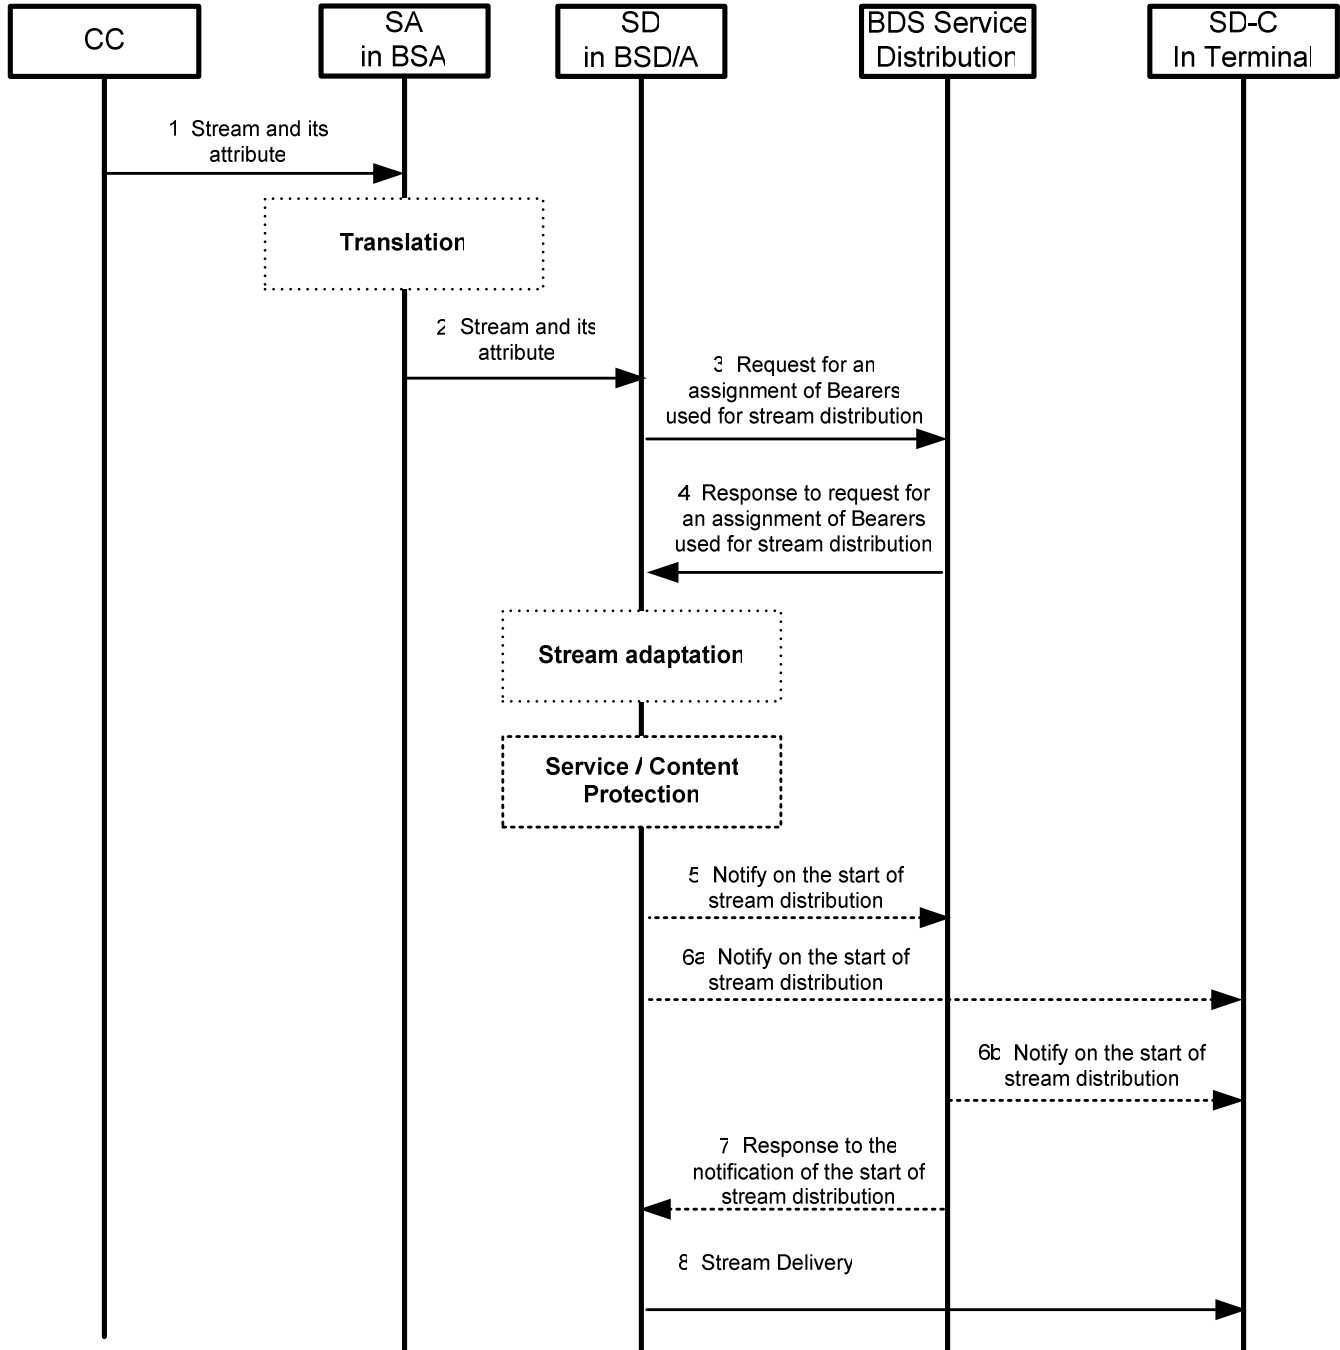 CC
SA
in BSA
SD
in BSD/A
BDS Service
Distribution
SD-C
In Terminal
1 Stream and its
attribute
Translation
2 Stream and its
attribute
3 Request for an
assignment of Bearers
used for stream distribution
4 Response to request for
an assignment of Bearers
used for stream distribution
Stream adaptation
Service / Content
Protection
5 Notify on the start of
stream distribution
6a Notify on the start of
stream distribution
6b Notify on the start of
stream distribution
7 Response to the
notification of the start of
stream distribution
8 Stream Delivery